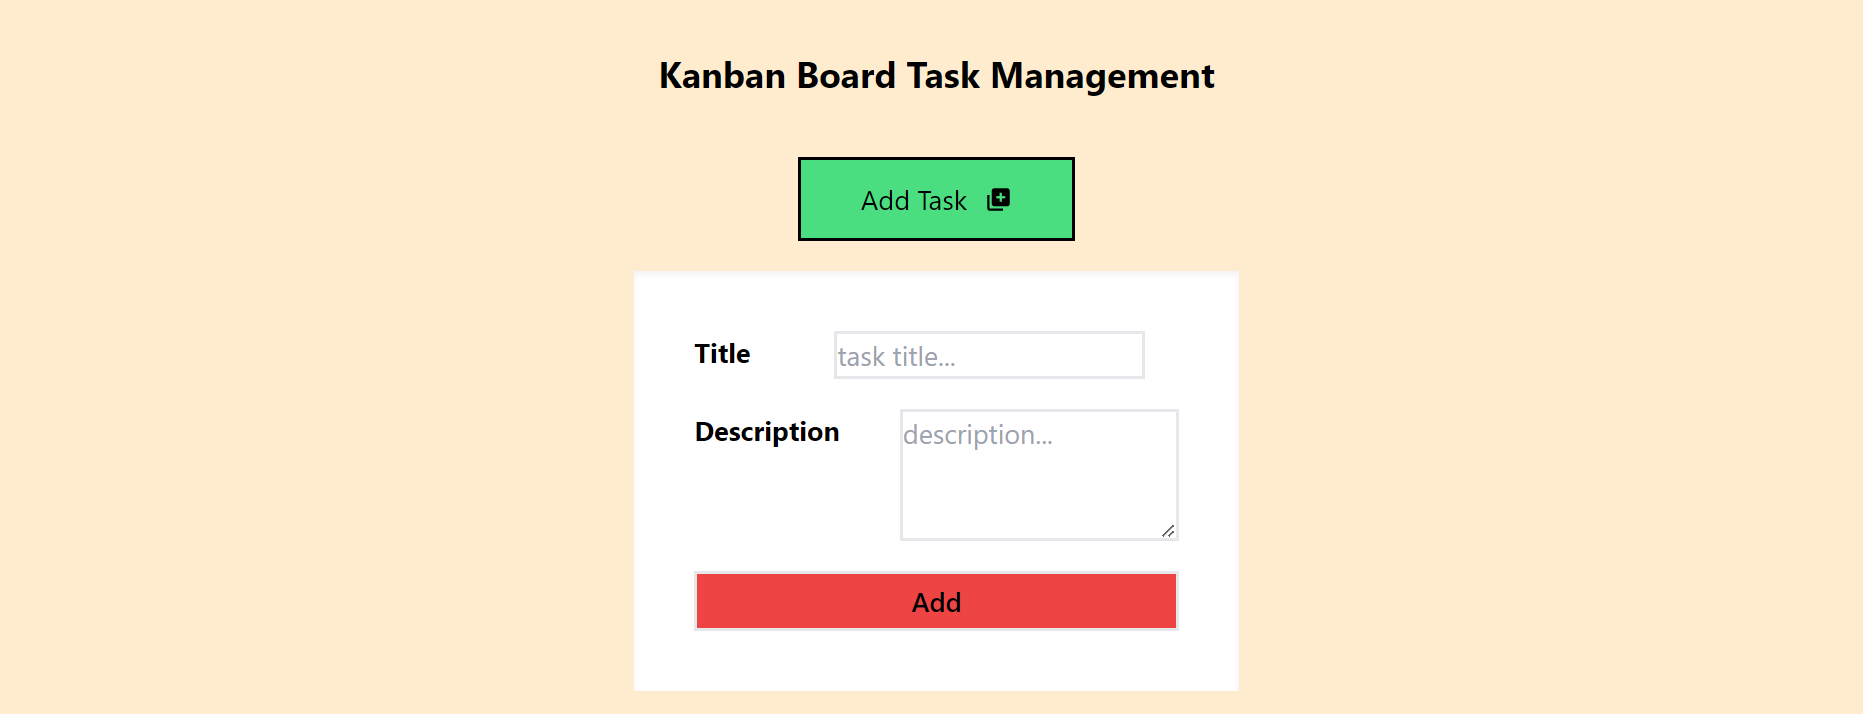 Kanban Board Task Management
Add Task
Title
task title...
Description
description...
Add